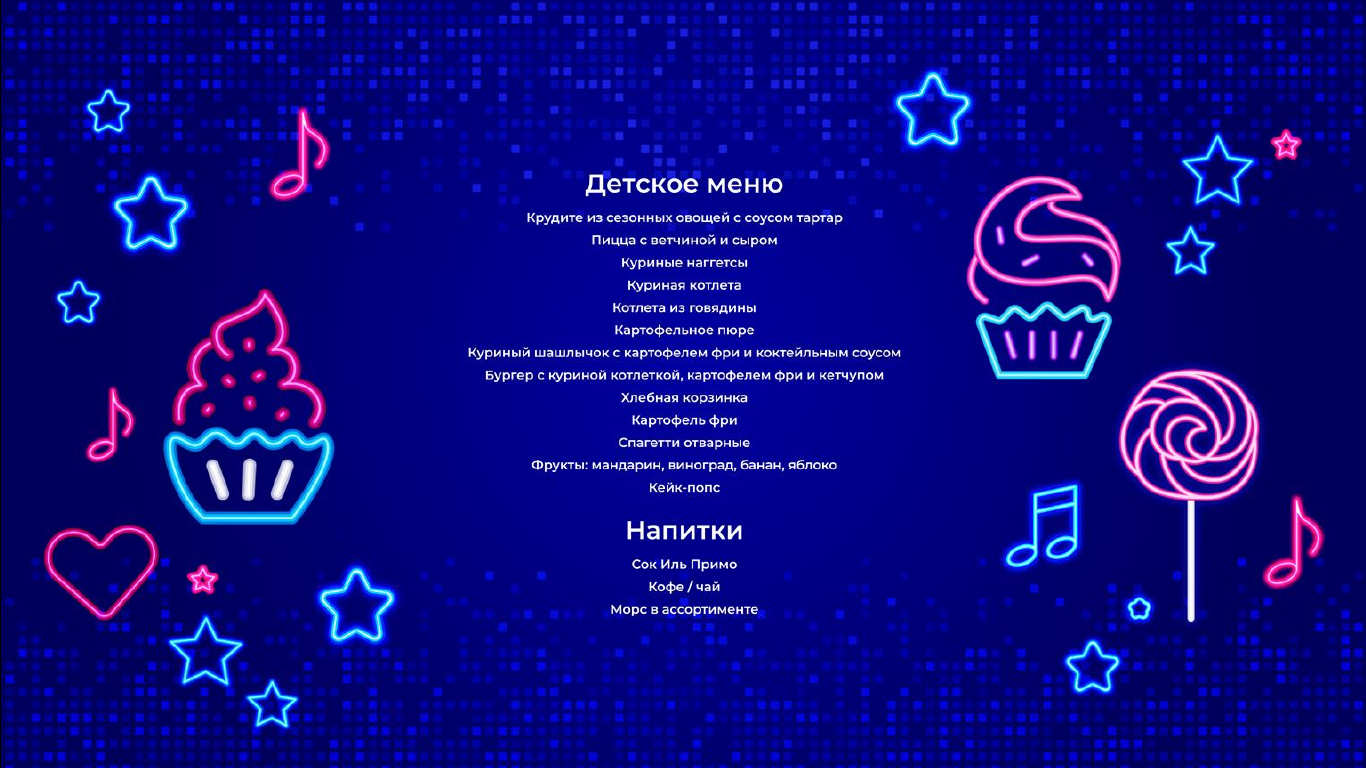 Детское меню
Крудите из сезонных овощей с соусом тартар
Пицца с ветчиной и сыром
Куриные наггетсы
Куриная котлета
Котлета из говядины
Картофельное пюре
Куриный шашлычок с картофелем фри и коктейльным соусом
Бургер с куриной котлеткой, картофелем фри и кетчупом
Хлебная корзинка
Картофель фри
Спагетти отварные
Фрукты: мандарин, виноград, банан, яблоко
Кейк-попс
Напитки
Сок Иль Примо
Кофе / чай
Морс в ассортименте